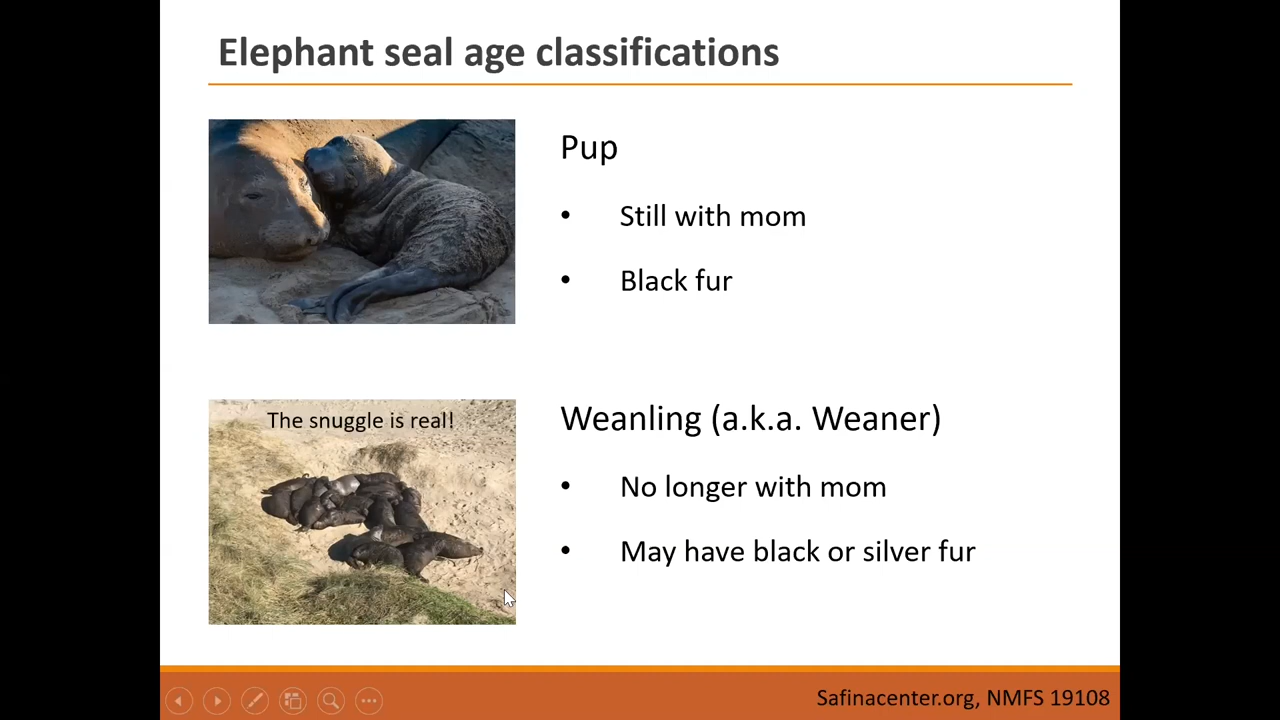 Elephant seal age classifications
Pup
• Still with mom
• Black fur
The snuggle is real!
Weanling (a.k.a. Weaner)
• No longer with mom
• May have black or silver fur
Safinacenter.org, NMFS 19108